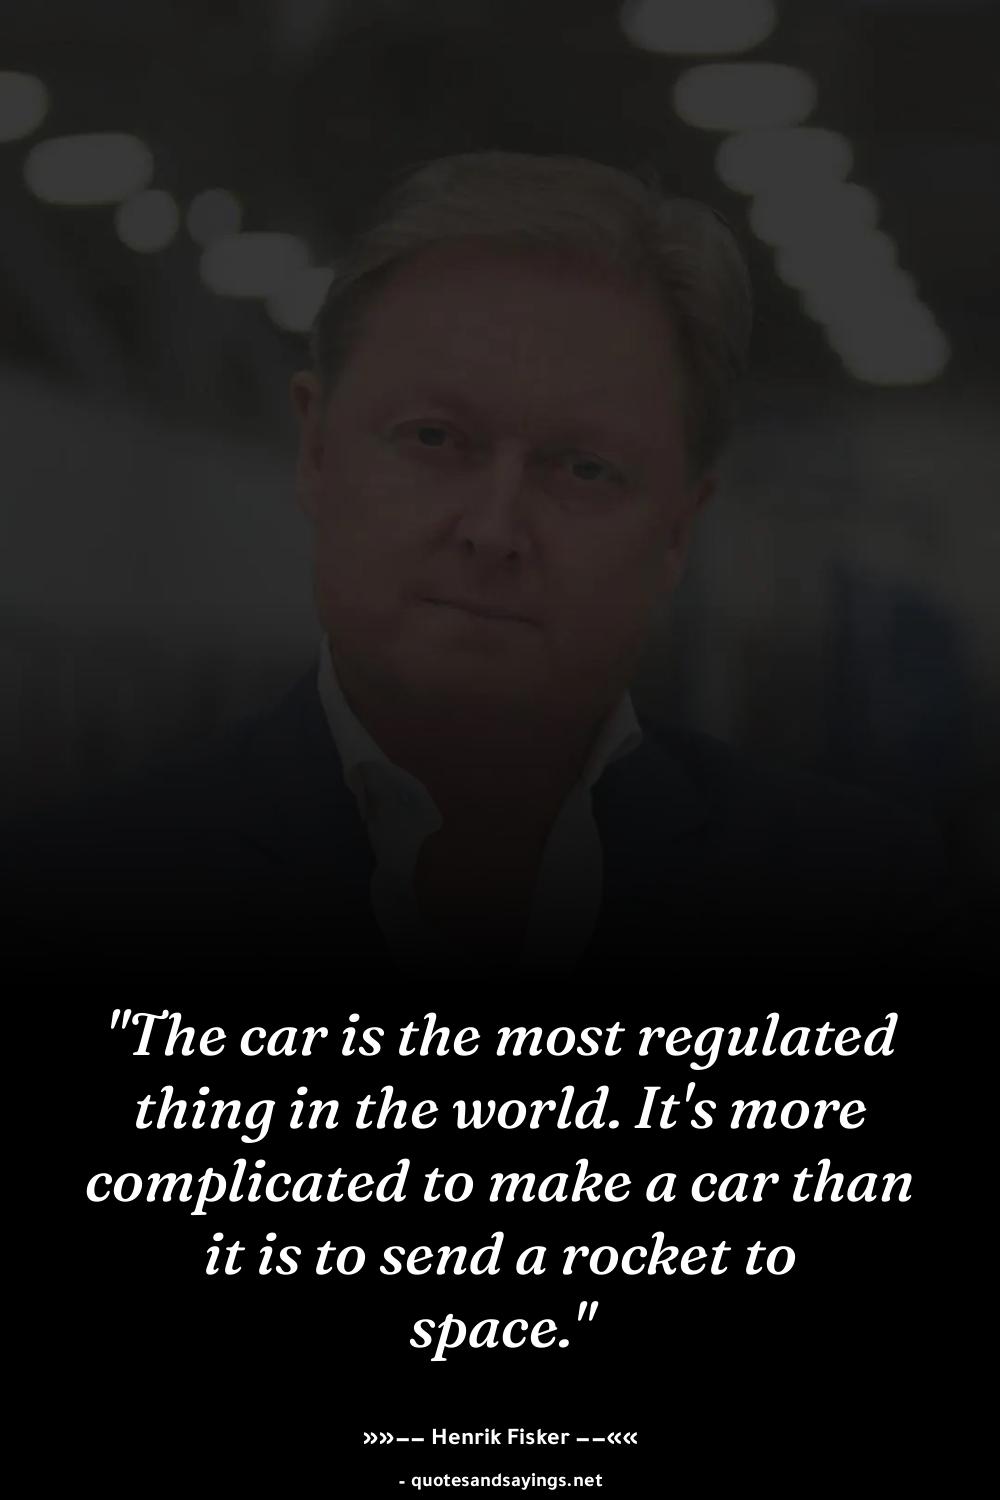 "The car is the most regulated
thing in the world. It's more
complicated to make a car than
it is to send a rocket to
space."
»»−− Henrik Fisker −−««
- quotesandsayings.net